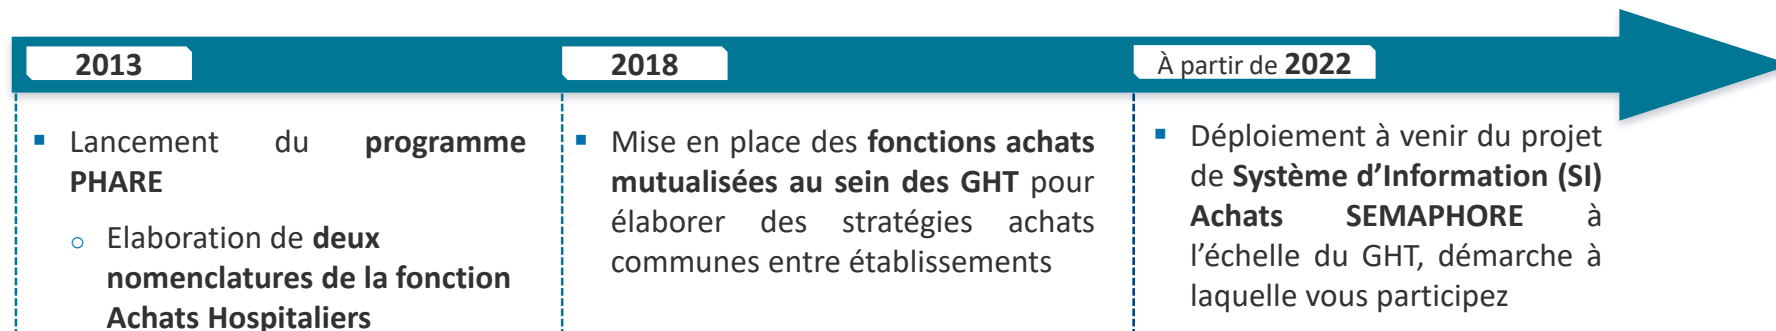 2013
Lancement du programme
PHARE
Elaboration de deux
nomenclatures de la fonction
Achats Hospitaliers
2018
Mise en place des fonctions achats
mutualisées au sein des GHT pour
élaborer des stratégies achats
communes entre établissements
À partir de 2022
Déploiement à venir du projet
de Système d’Information (SI)
Achats SEMAPHORE à
l’échelle du GHT, démarche à
laquelle vous participez